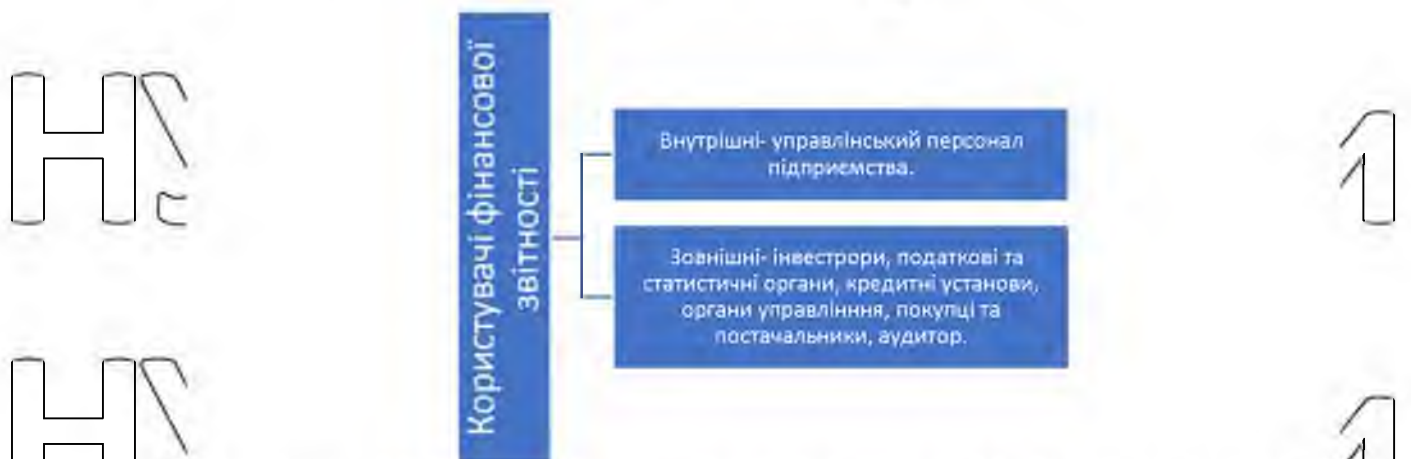 Користувачі фінансової
звітності
Внутрішні- управлінський персонал
підприємства.
Зовнішні- інвестрори, податкові та
статистичні органи, кредитні установи,
органи управлінння, покупці та
постачальники, аудитор.